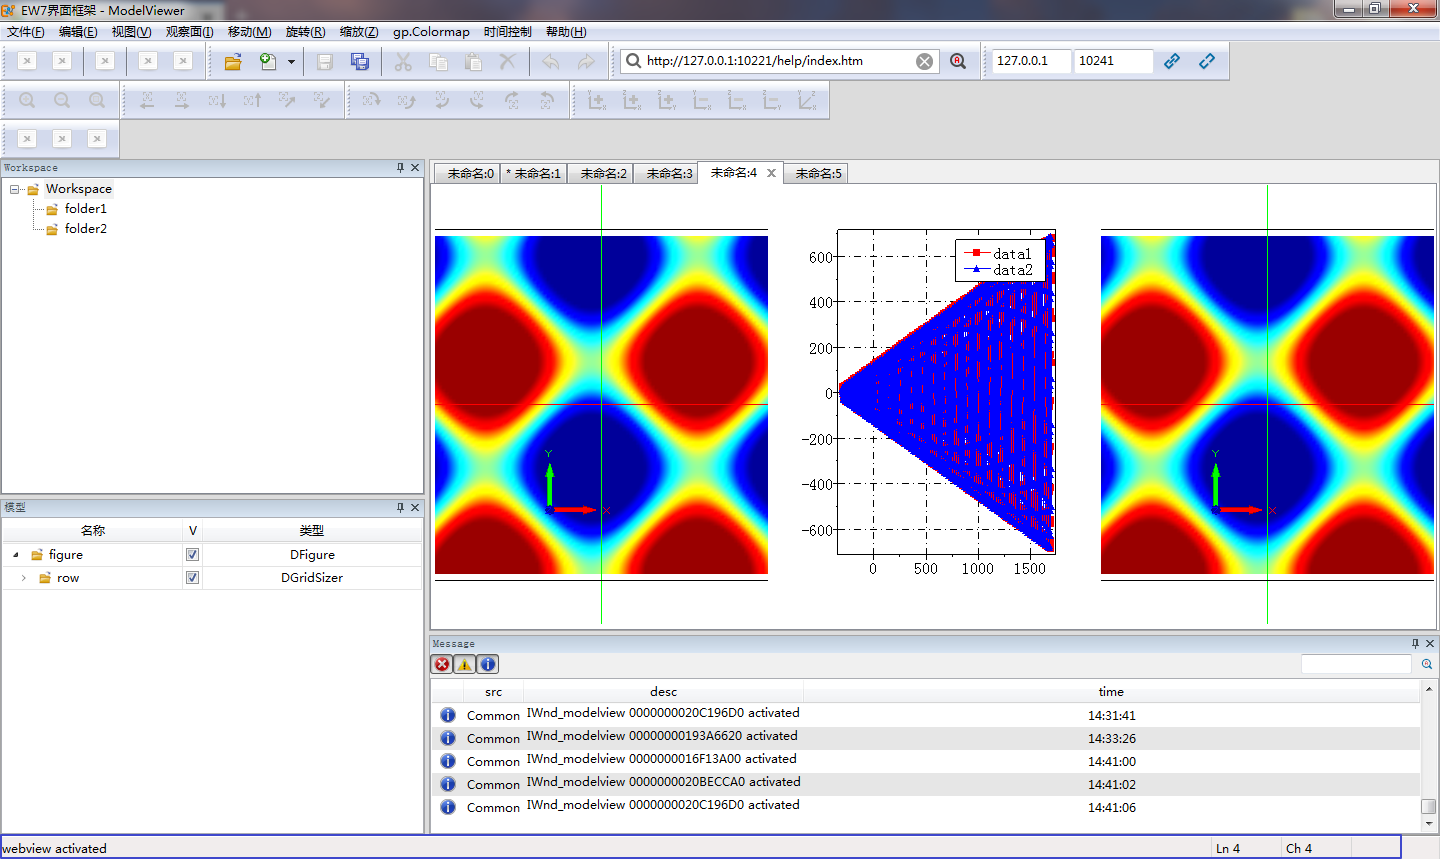 EW7界面框架 - ModelViewer
文件(F) 编辑(E) 视图(V) 观察面(I) 移动(M) 旋转(R) 缩放(Z) gp.Colormap 时间控制 帮助(H)
http://127.0.0.1:10221/help/index.htm 127.0.0.1 10241
Workspace
Workspace
folder1
folder2
模型
名称 V 类型
figure DFigure
row DGridSizer
未命名:0 * 未命名:1 未命名:2 未命名:3 未命名:4 未命名:5
Y
X
data1
data2
600
400
200
0
-200
-400
-600
0 500 1000 1500
Y
X
Message
src desc time
Common IWnd_modelview 0000000020C196D0 activated 14:31:41
Common IWnd_modelview 00000000193A6620 activated 14:33:26
Common IWnd_modelview 0000000016F13A00 activated 14:41:00
Common IWnd_modelview 0000000020BECCA0 activated 14:41:02
Common IWnd_modelview 0000000020C196D0 activated 14:41:06
webview activated Ln 4 Ch 4